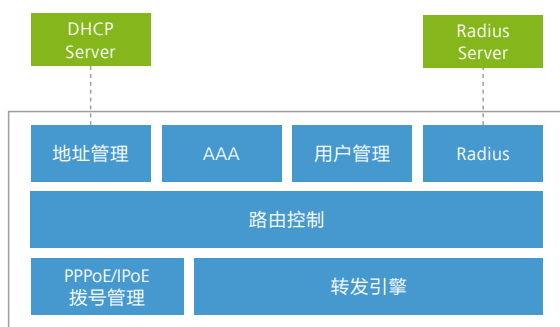 DHCP
Server
Radius
Server
地址管理
AAA
用户管理
Radius
路由控制
PPPoE/IPoE
拨号管理
转发引擎